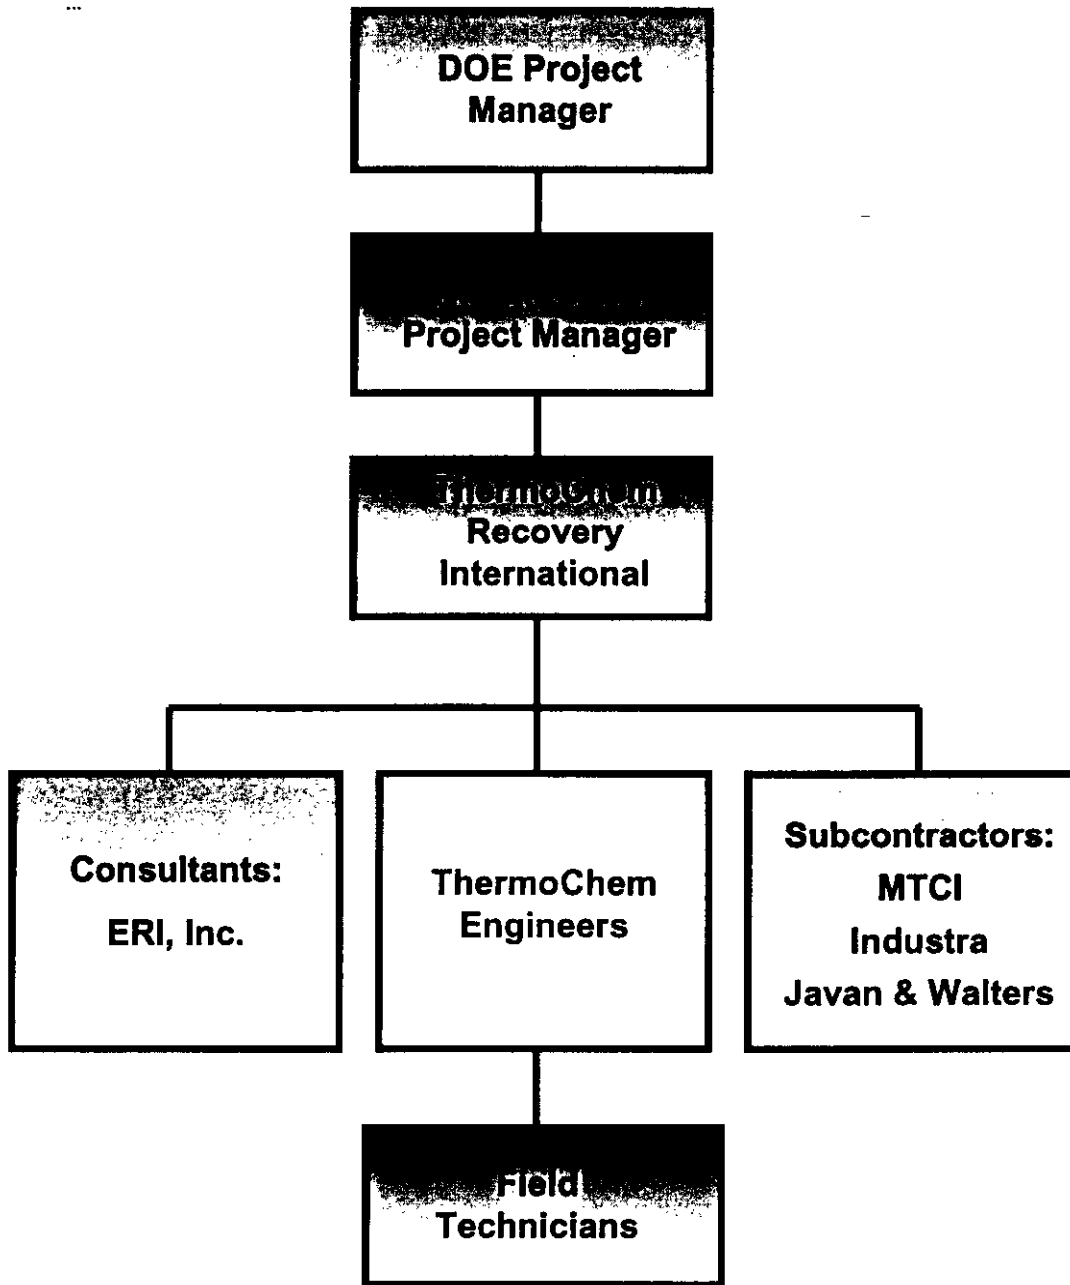 DOE Project
Manager
Project Manager
ThermoChem
Recovery
International
Consultants:
ERI, Inc.
ThermoChem
Engineers
Subcontractors:
MTCI
Industra
Javan & Walters
Field
Technicians